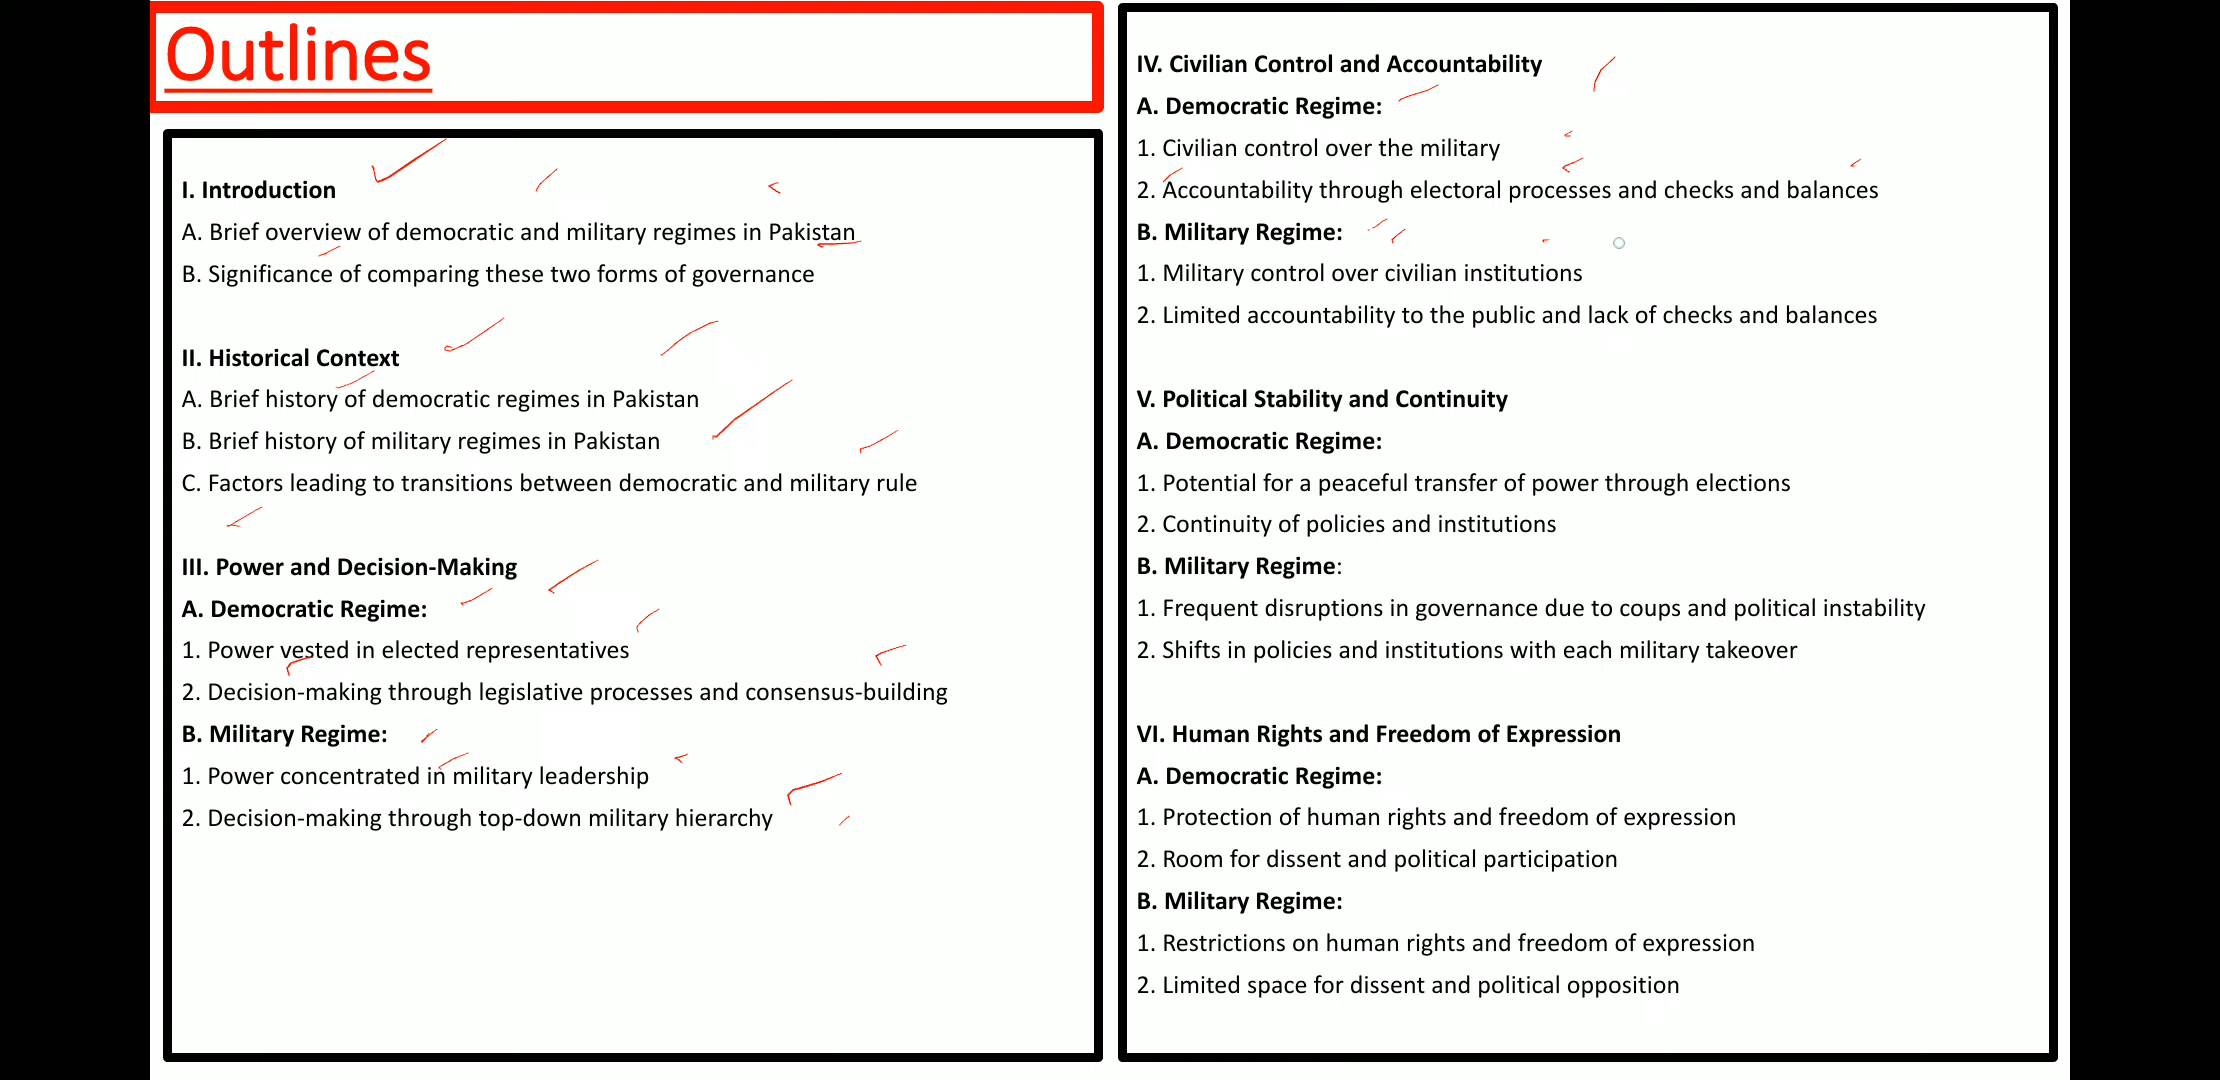 Outlines
I. Introduction
A. Brief overview of democratic and military regimes in Pakistan
B. Significance of comparing these two forms of governance
II. Historical Context
A. Brief history of democratic regimes in Pakistan
B. Brief history of military regimes in Pakistan
C. Factors leading to transitions between democratic and military rule
III. Power and Decision-Making
A. Democratic Regime:
1. Power vested in elected representatives
2. Decision-making through legislative processes and consensus-building
B. Military Regime:
1. Power concentrated in military leadership
2. Decision-making through top-down military hierarchy
IV. Civilian Control and Accountability
A. Democratic Regime:
1. Civilian control over the military
2. Accountability through electoral processes and checks and balances
B. Military Regime:
1. Military control over civilian institutions
2. Limited accountability to the public and lack of checks and balances
V. Political Stability and Continuity
A. Democratic Regime:
1. Potential for a peaceful transfer of power through elections
2. Continuity of policies and institutions
B. Military Regime:
1. Frequent disruptions in governance due to coups and political instability
2. Shifts in policies and institutions with each military takeover
VI. Human Rights and Freedom of Expression
A. Democratic Regime:
1. Protection of human rights and freedom of expression
2. Room for dissent and political participation
B. Military Regime:
1. Restrictions on human rights and freedom of expression
2. Limited space for dissent and political opposition